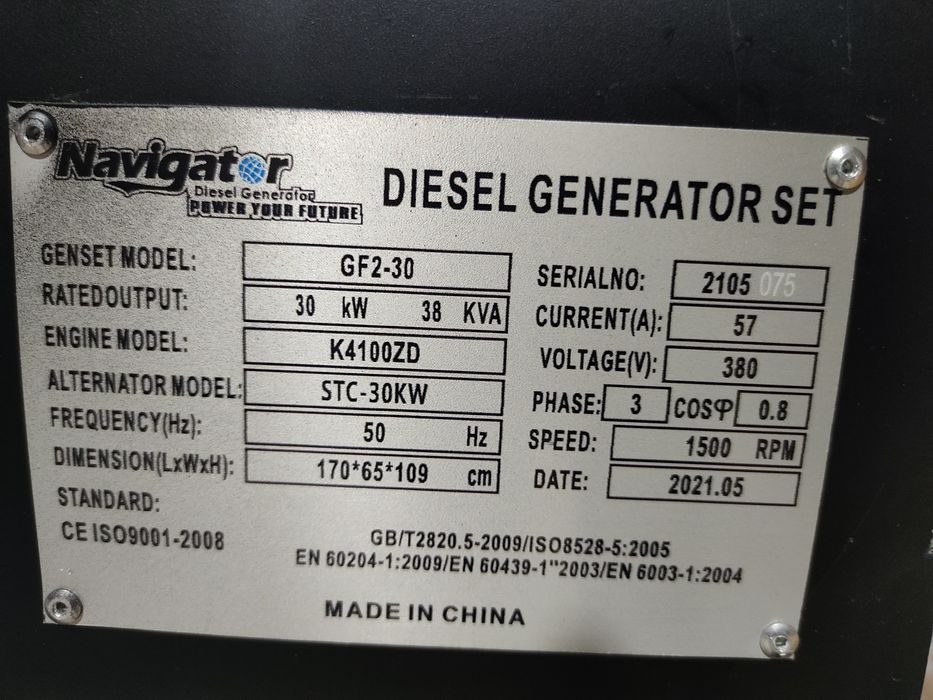 Navigator
Diesel Generator
POWER YOUR FUTURE
DIESEL GENERATOR SET
GENSET MODEL: GF2-30
RATEDOUTPUT: 30 kW 38 KVA
ENGINE MODEL: K4100ZD
ALTERNATOR MODEL: STC-30KW
FREQUENCY(Hz): 50 Hz
DIMENSION(LxWxH): 170*65*109 cm
STANDARD:
CE ISO9001-2008
SERIALNO: 2105 075
CURRENT(A): 57
VOLTAGE(V): 380
PHASE: 3 COSφ 0.8
SPEED: 1500 RPM
DATE: 2021.05
GB/T2820.5-2009/ISO8528-5:2005
EN 60204-1:2009/EN 60439-1"2003/EN 6003-1:2004
MADE IN CHINA